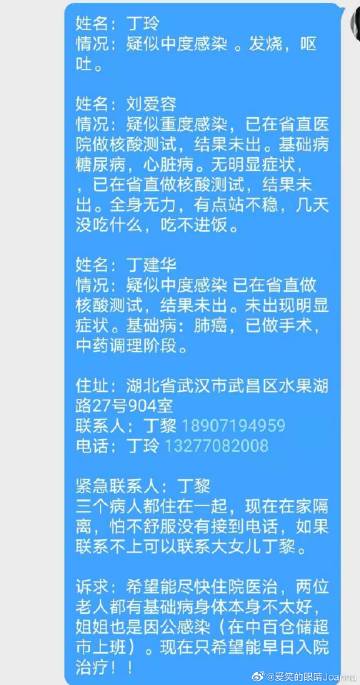 姓名：丁玲
情况：疑似中度感染 。发烧，呕
吐。
姓名：刘爱容
情况：疑似重度感染，已在省直医
院做核酸测试，结果未出。基础病
糖尿病，心脏病。无明显症状，
，已在省直做核酸测试，结果未
出。全身无力，有点站不稳，几天
没吃什么，吃不进饭。
姓名：丁建华
情况：疑似中度感染 已在省直做
核酸测试，结果未出。未出现明显
症状。基础病：肺癌，已做手术，
中药调理阶段。
住址：湖北省武汉市武昌区水果湖
路27号904室
联系人：丁黎 18907194959
电话：丁玲 13277082008
紧急联系人：丁黎
三个病人都住在一起，现在在家隔
离，怕不舒服没有接到电话，如果
联系不上可以联系大女儿丁黎。
诉求：希望能尽快住院医治，两位
老人都有基础病身体本身不太好，
姐姐也是因公感染（在中百仓储超
市上班）。现在只希望能早日入院
治疗！！
@爱笑的眼睛Joanna